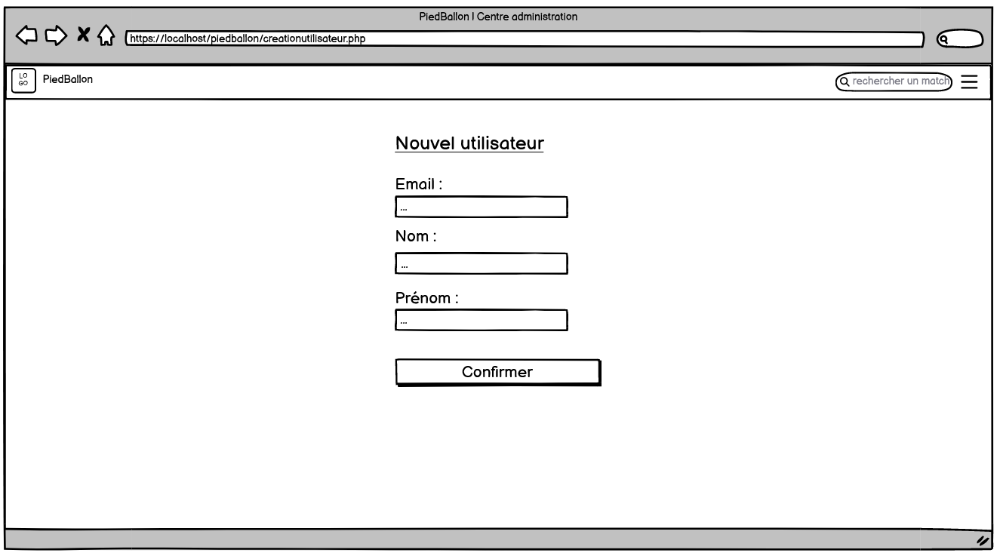 PiedBallon | Centre administration
https://localhost/piedballon/creationutilisateur.php
LO
GO
PiedBallon
rechercher un match
Nouvel utilisateur
Email :
...
Nom :
...
Prénom :
...
Confirmer